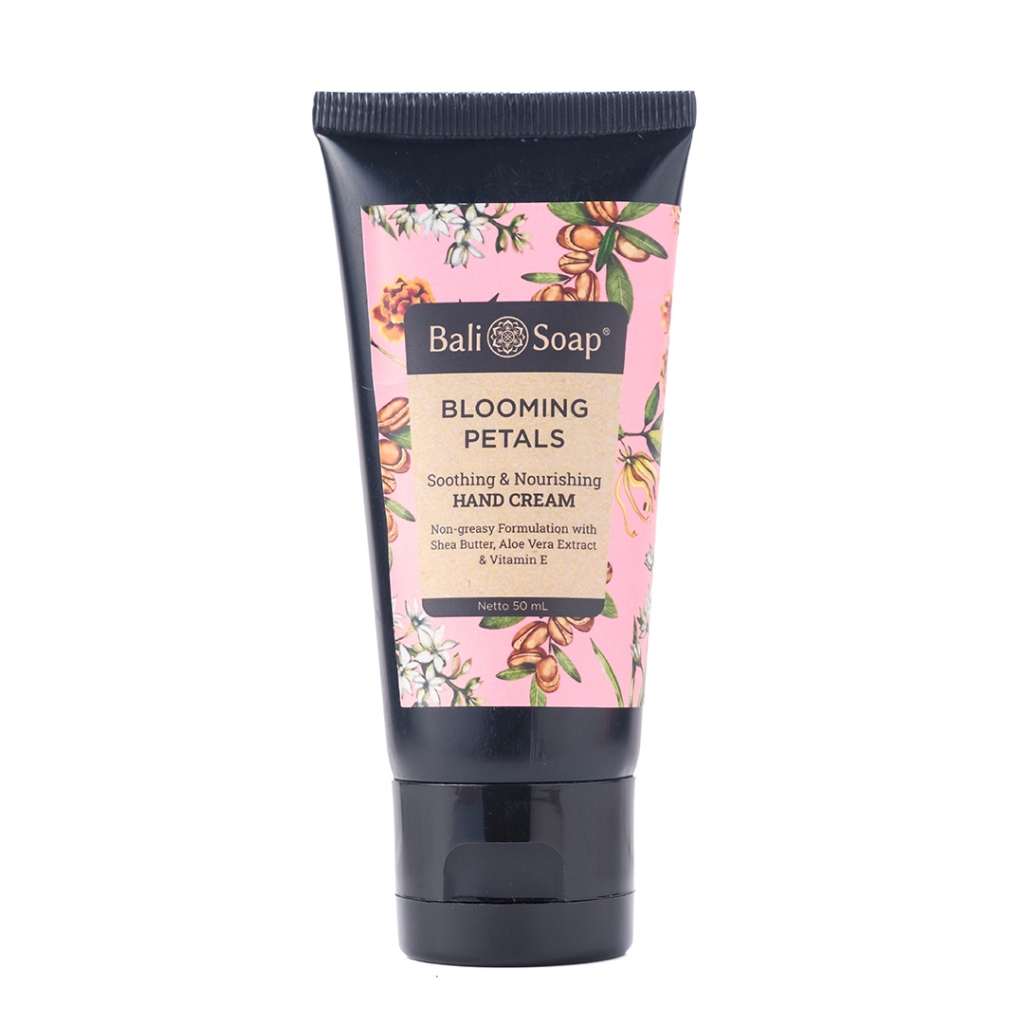 Bali Soap®
BLOOMING
PETALS
Soothing & Nourishing
HAND CREAM
Non-greasy Formulation with
Shea Butter, Aloe Vera Extract
& Vitamin E
Netto 50 mL